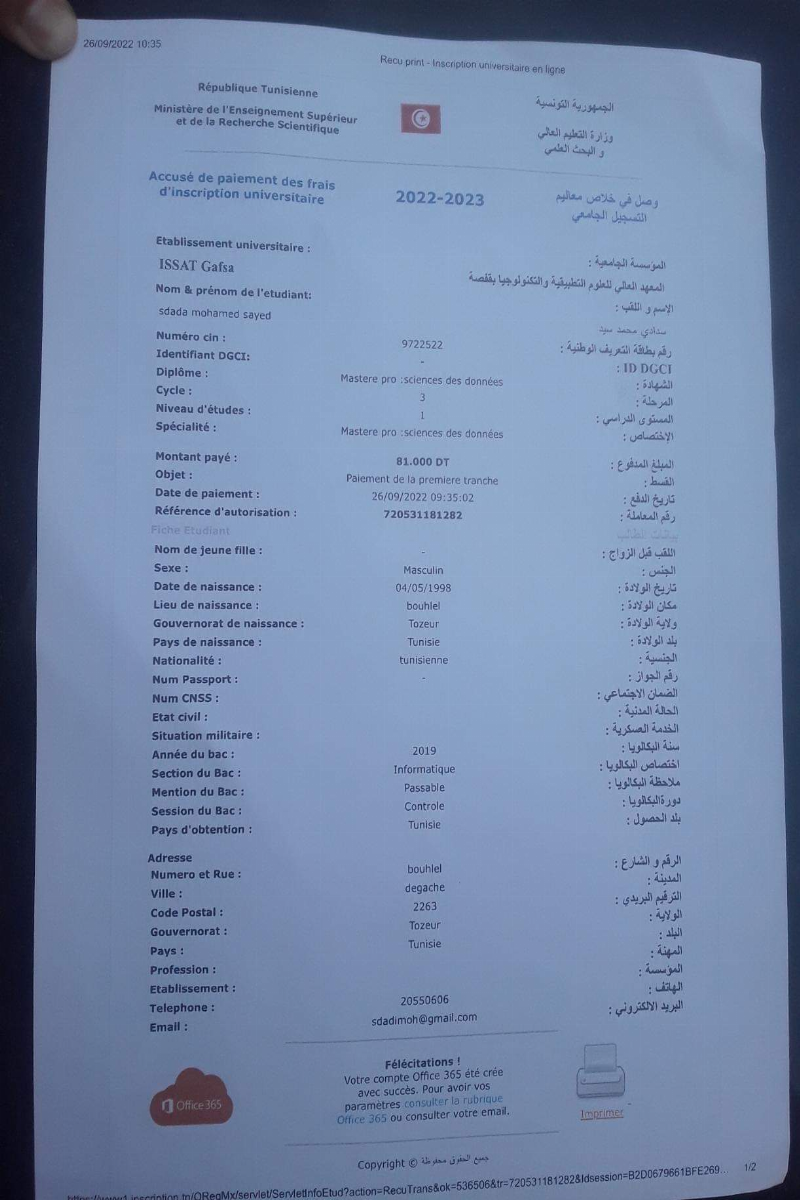 26/09/2022 10:35
Recu print - Inscription universitaire en ligne
République Tunisienne
الجمهورية التونسية
Ministère de l'Enseignement Supérieur
et de la Recherche Scientifique
وزارة التعليم العالي
و البحث العلمي
Accusé de paiement des frais
d'inscription universitaire
2022-2023
وصل في خلاص معاليم
التسجيل الجامعي
Etablissement universitaire :
المؤسسة الجامعية :
ISSAT Gafsa
المعهد العالي للعلوم التطبيقية والتكنولوجيا بقفصة
Nom & prénom de l'etudiant:
الاسم و اللقب :
sdada mohamed sayed
سدادي محمد سيد
Numéro cin : 9722522 رقم بطاقة التعريف الوطنية :
Identifiant DGCI: - ID DGCI :
Diplôme : Mastere pro :sciences des données الشهادة :
Cycle : 3 المرحلة :
Niveau d'études : 1 المستوى الدراسي :
Spécialité : Mastere pro :sciences des données الإختصاص :
Montant payé : 81.000 DT المبلغ المدفوع :
Objet : Paiement de la premiere tranche القسط :
Date de paiement : 26/09/2022 09:35:02 تاريخ الدفع :
Référence d'autorisation : 720531181282 رقم المعاملة :
Fiche Etudiant بيانات الطالب
Nom de jeune fille : - اللقب قبل الزواج :
Sexe : Masculin الجنس :
Date de naissance : 04/05/1998 تاريخ الولادة :
Lieu de naissance : bouhlel مكان الولادة :
Gouvernorat de naissance : Tozeur ولاية الولادة :
Pays de naissance : Tunisie بلد الولادة :
Nationalité : tunisienne الجنسية :
Num Passport : - رقم الجواز :
Num CNSS : الضمان الاجتماعي :
Etat civil : الحالة المدنية :
Situation militaire : الخدمة العسكرية :
Année du bac : 2019 سنة البكالوريا :
Section du Bac : Informatique اختصاص البكالوريا :
Mention du Bac : Passable ملاحظة البكالوريا :
Session du Bac : Controle دورة البكالوريا :
Pays d'obtention : Tunisie بلد الحصول :
Adresse
Numero et Rue : bouhlel الرقم و الشارع :
Ville : degache المدينة :
Code Postal : 2263 الترقيم البريدي :
Gouvernorat : Tozeur الولاية :
Pays : Tunisie البلد :
Profession : المهنة :
Etablissement : المؤسسة :
Telephone : 20550606 الهاتف :
Email : sdadimoh@gmail.com البريد الالكتروني :
Félécitations !
Votre compte Office 365 été crée
avec succès. Pour avoir vos
paramètres consulter la rubrique
Office 365 ou consulter votre email.
Office 365
Imprimer
Copyright © جميع الحقوق محفوظة
inscription.tn/ORegMx/servlet/ServletInfoEtud?action=RecuTrans&ok=536506&tr=720531181282&Idsession=B2D0679661BFE269... 1/2